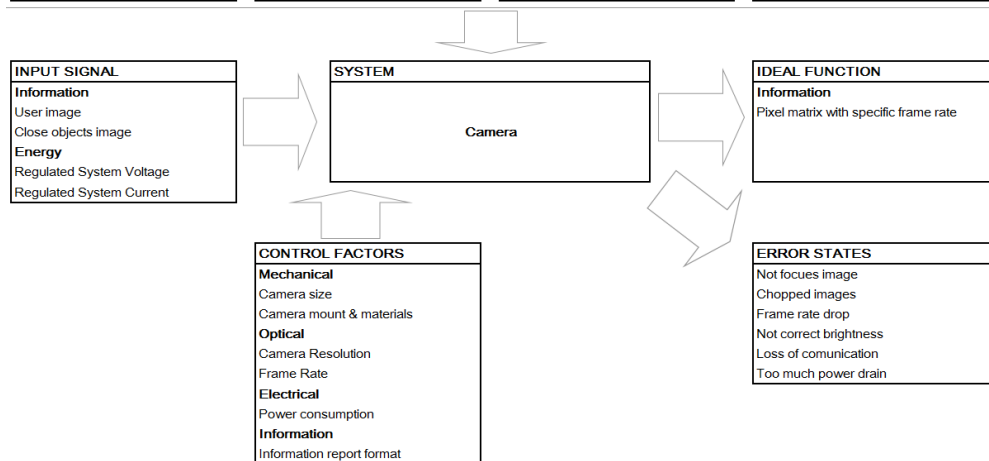 INPUT SIGNAL
Information
User image
Close objects image
Energy
Regulated System Voltage
Regulated System Current
SYSTEM
Camera
IDEAL FUNCTION
Information
Pixel matrix with specific frame rate
CONTROL FACTORS
Mechanical
Camera size
Camera mount & materials
Optical
Camera Resolution
Frame Rate
Electrical
Power consumption
Information
Information report format
ERROR STATES
Not focues image
Chopped images
Frame rate drop
Not correct brightness
Loss of comunication
Too much power drain